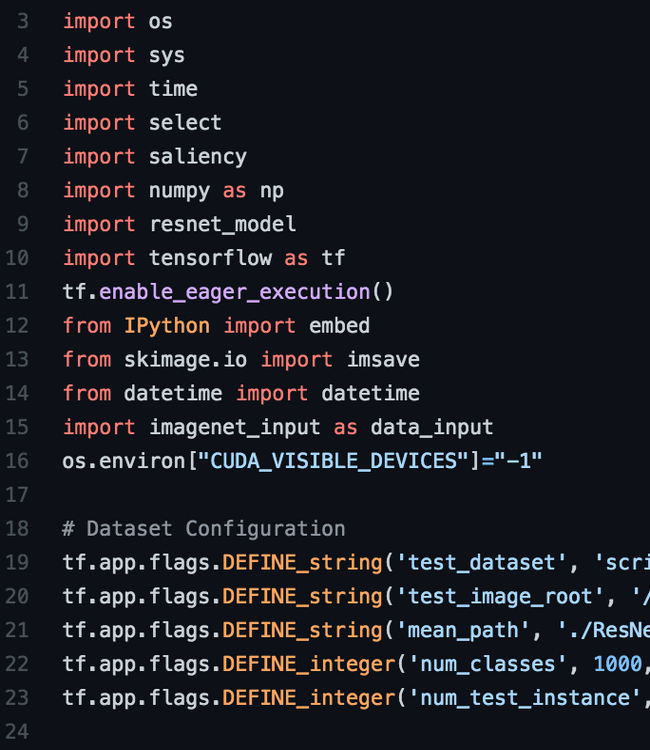 3 import os
4 import sys
5 import time
6 import select
7 import saliency
8 import numpy as np
9 import resnet_model
10 import tensorflow as tf
11 tf.enable_eager_execution()
12 from IPython import embed
13 from skimage.io import imsave
14 from datetime import datetime
15 import imagenet_input as data_input
16 os.environ["CUDA_VISIBLE_DEVICES"]="-1"
17
18 # Dataset Configuration
19 tf.app.flags.DEFINE_string('test_dataset', 'scri
20 tf.app.flags.DEFINE_string('test_image_root', '/
21 tf.app.flags.DEFINE_string('mean_path', './ResNe
22 tf.app.flags.DEFINE_integer('num_classes', 1000,
23 tf.app.flags.DEFINE_integer('num_test_instance',
24